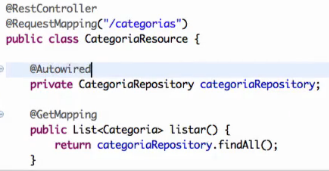 @RestController
@RequestMapping("/categorias")
public class CategoriaResource {
@Autowired
private CategoriaRepository categoriaRepository;
@GetMapping
public List<Categoria> listar() {
return categoriaRepository.findAll();
}